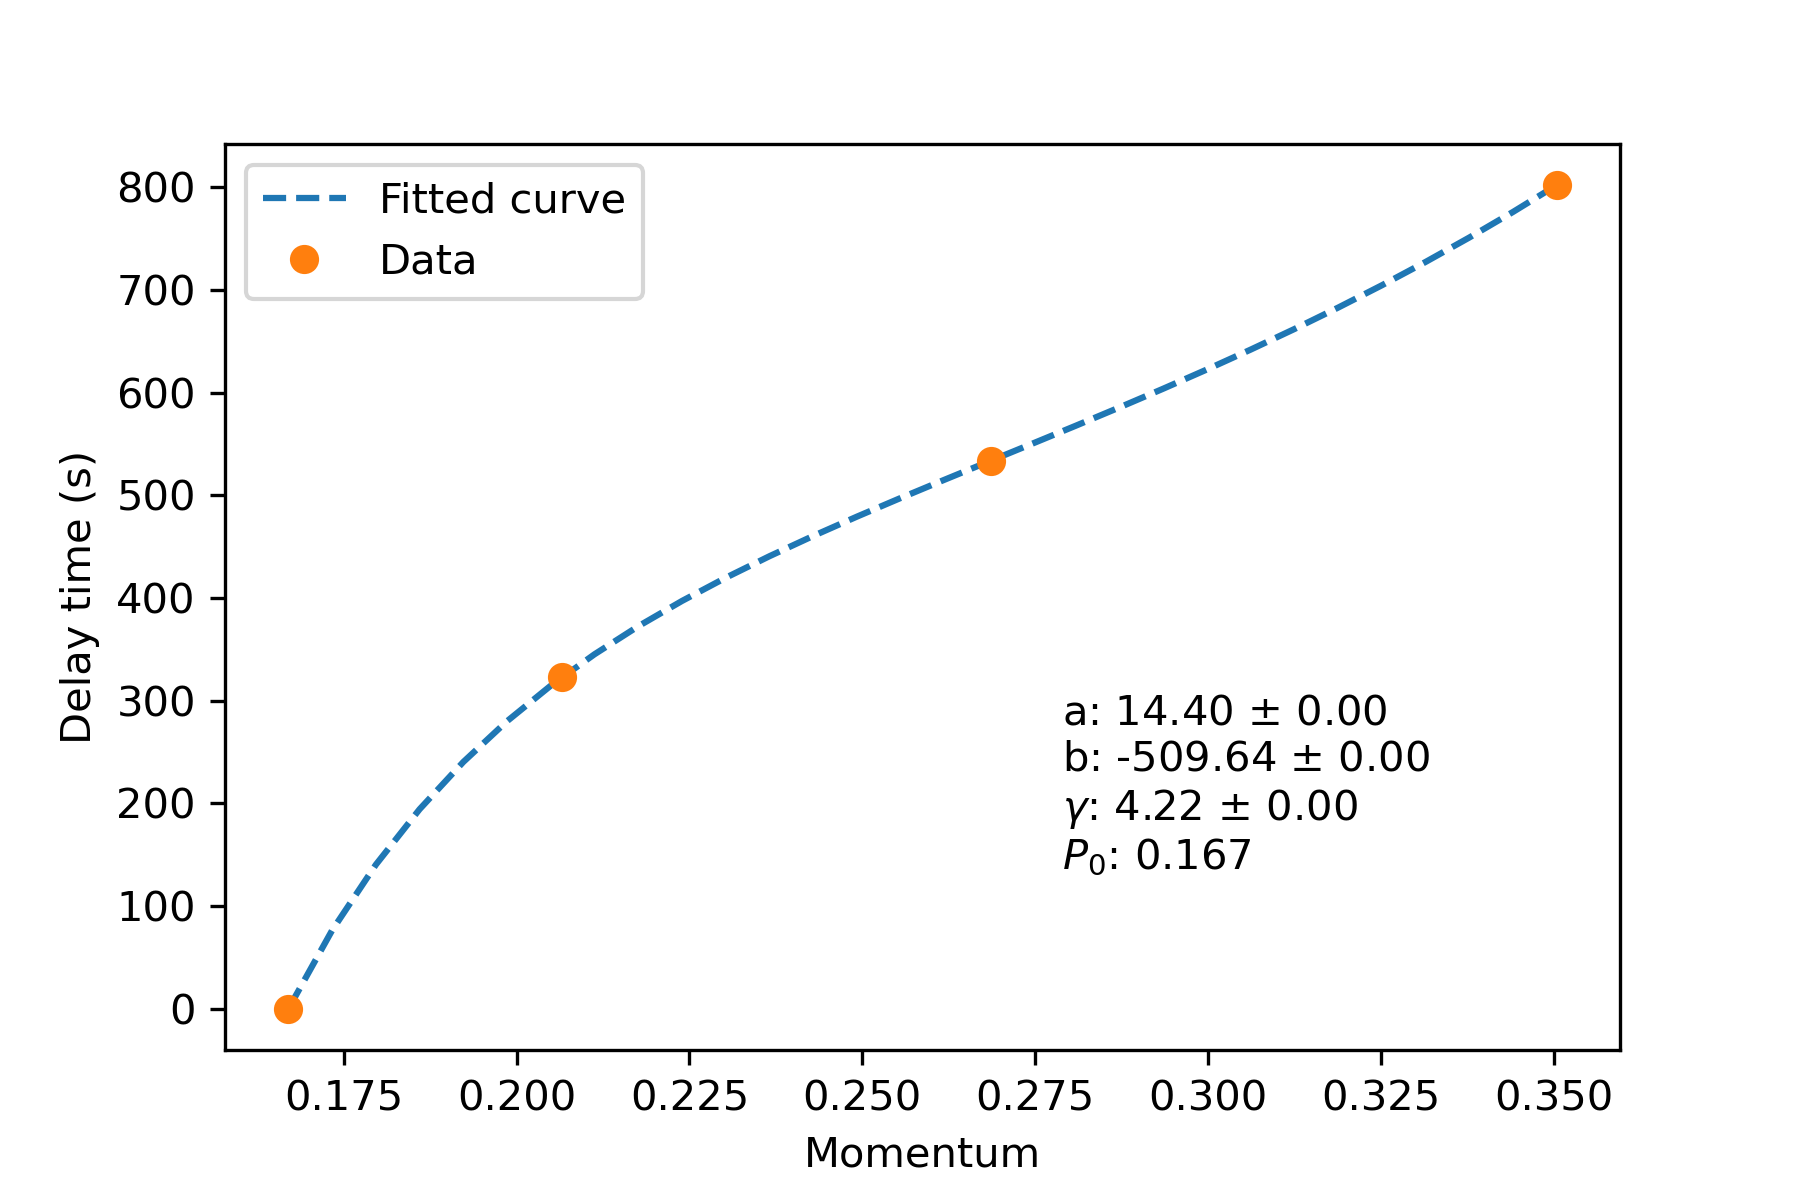 Fitted curve
Data
800
700
600
500
400
300
200
100
0
Delay time (s)
a: 14.40 ± 0.00
b: -509.64 ± 0.00
γ: 4.22 ± 0.00
P₀: 0.167
0.175 0.200 0.225 0.250 0.275 0.300 0.325 0.350
Momentum